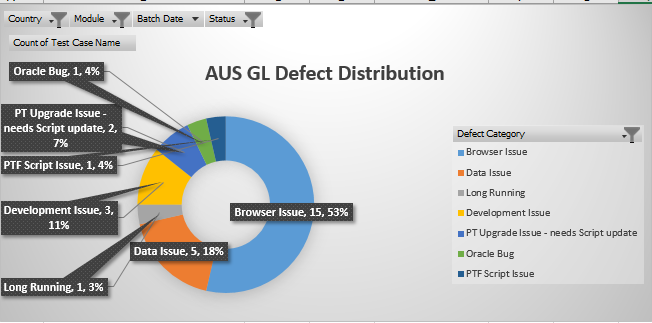 Country
Module
Batch Date
Status
Count of Test Case Name
AUS GL Defect Distribution
Oracle Bug, 1, 4%
PT Upgrade Issue -
needs Script update, 2,
7%
PTF Script Issue, 1, 4%
Development Issue, 3,
11%
Long Running, 1, 3%
Data Issue, 5, 18%
Browser Issue, 15, 53%
Defect Category
Browser Issue
Data Issue
Long Running
Development Issue
PT Upgrade Issue - needs Script update
Oracle Bug
PTF Script Issue